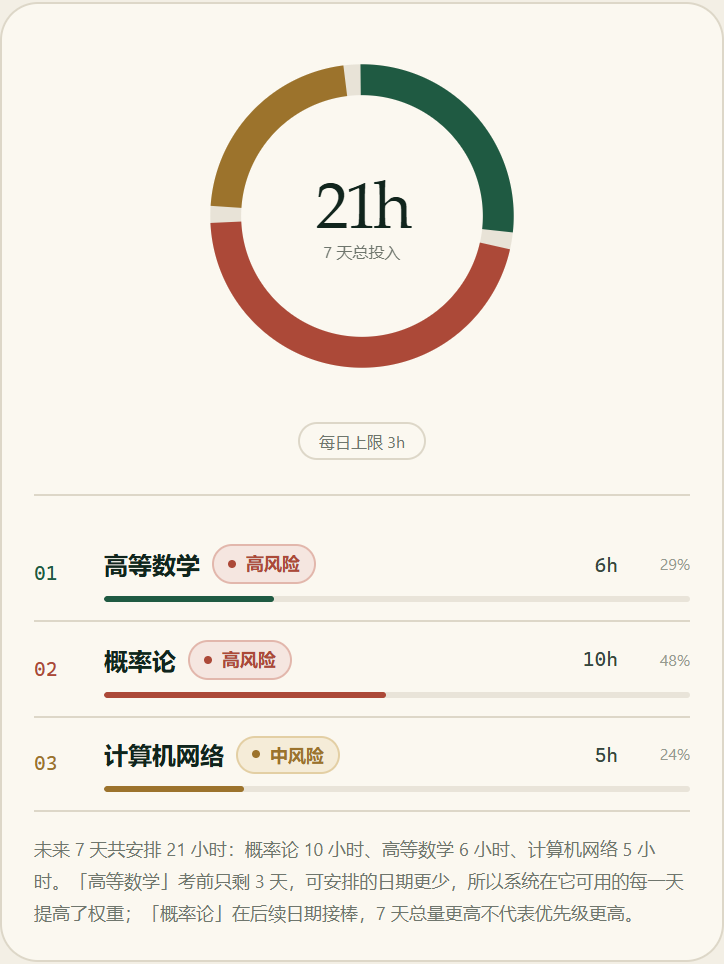 21h
7 天总投入
每日上限 3h
01 高等数学 高风险 6h 29%
02 概率论 高风险 10h 48%
03 计算机网络 中风险 5h 24%
未来 7 天共安排 21 小时：概率论 10 小时、高等数学 6 小时、计算机网络 5 小
时。「高等数学」考前只剩 3 天，可安排的日期更少，所以系统在它可用的每一天
提高了权重；「概率论」在后续日期接棒，7 天总量更高不代表优先级更高。